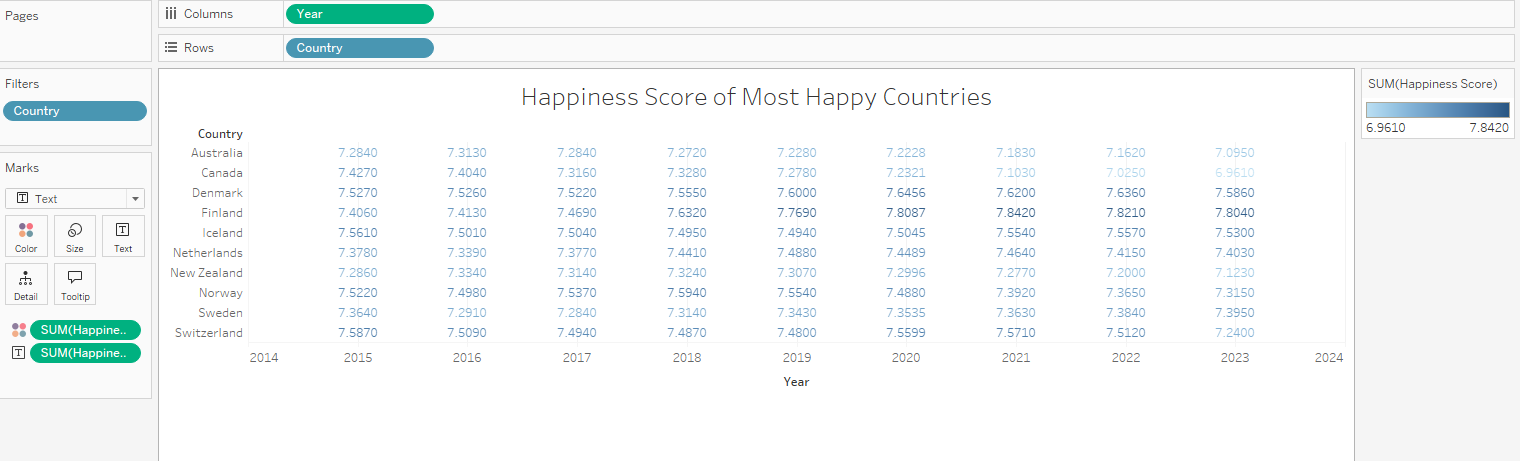 Pages
Columns Year
Rows Country
Filters
Country
Marks
Text
Color Size Text
Detail Tooltip
SUM(Happine..
SUM(Happine..
Happiness Score of Most Happy Countries
Country
Australia 7.2840 7.3130 7.2840 7.2720 7.2280 7.2228 7.1830 7.1620 7.0950
Canada 7.4270 7.4040 7.3160 7.3280 7.2780 7.2321 7.1030 7.0250 6.9610
Denmark 7.5270 7.5260 7.5220 7.5550 7.6000 7.6456 7.6200 7.6360 7.5860
Finland 7.4060 7.4130 7.4690 7.6320 7.7690 7.8087 7.8420 7.8210 7.8040
Iceland 7.5610 7.5010 7.5040 7.4950 7.4940 7.5045 7.5540 7.5570 7.5300
Netherlands 7.3780 7.3390 7.3770 7.4410 7.4880 7.4489 7.4640 7.4150 7.4030
New Zealand 7.2860 7.3340 7.3140 7.3240 7.3070 7.2996 7.2770 7.2000 7.1230
Norway 7.5220 7.4980 7.5370 7.5940 7.5540 7.4880 7.3920 7.3650 7.3150
Sweden 7.3640 7.2910 7.2840 7.3140 7.3430 7.3535 7.3630 7.3840 7.3950
Switzerland 7.5870 7.5090 7.4940 7.4870 7.4800 7.5599 7.5710 7.5120 7.2400
2014 2015 2016 2017 2018 2019 2020 2021 2022 2023 2024
Year
SUM(Happiness Score)
6.9610 7.8420